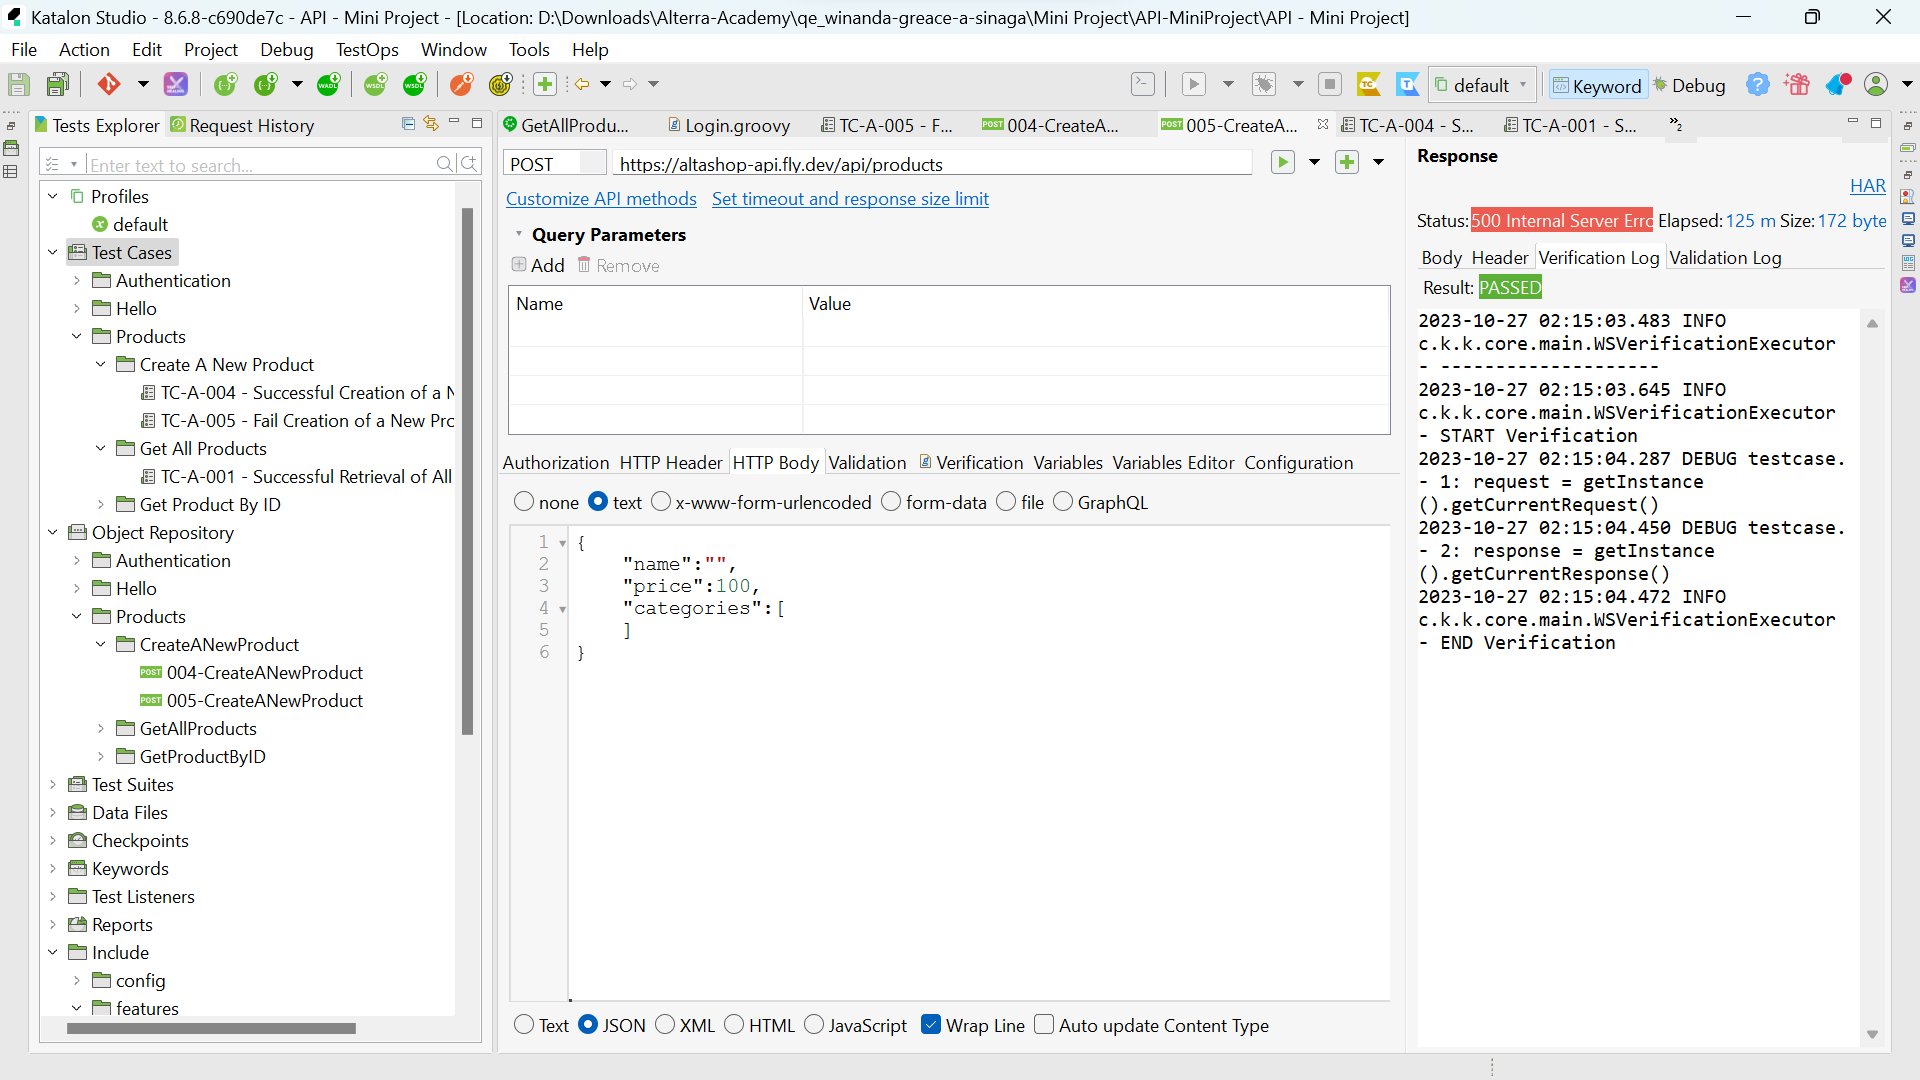 Katalon Studio - 8.6.8-c690de7c - API - Mini Project - [Location: D:\Downloads\Alterra-Academy\qe_winanda-greace-a-sinaga\Mini Project\API-MiniProject\API - Mini Project]
File Action Edit Project Debug TestOps Window Tools Help
default Keyword Debug
Tests Explorer Request History
Enter text to search...
Profiles
default
Test Cases
Authentication
Hello
Products
Create A New Product
TC-A-004 - Successful Creation of a N
TC-A-005 - Fail Creation of a New Pro
Get All Products
TC-A-001 - Successful Retrieval of All
Get Product By ID
Object Repository
Authentication
Hello
Products
CreateANewProduct
POST 004-CreateANewProduct
POST 005-CreateANewProduct
GetAllProducts
GetProductByID
Test Suites
Data Files
Checkpoints
Keywords
Test Listeners
Reports
Include
config
features
GetAllProdu... Login.groovy TC-A-005 - F... POST 004-CreateA... POST 005-CreateA... TC-A-004 - S... TC-A-001 - S... »2
POST https://altashop-api.fly.dev/api/products
Customize API methods Set timeout and response size limit
Query Parameters
Add Remove
Name Value
Authorization HTTP Header HTTP Body Validation Verification Variables Variables Editor Configuration
none text x-www-form-urlencoded form-data file GraphQL
1 {
2 "name":"",
3 "price":100,
4 "categories":[
5 ]
6 }
Text JSON XML HTML JavaScript Wrap Line Auto update Content Type
Response
HAR
Status: 500 Internal Server Erro Elapsed: 125 m Size: 172 byte
Body Header Verification Log Validation Log
Result: PASSED
2023-10-27 02:15:03.483 INFO
c.k.k.core.main.WSVerificationExecutor
- --------------------
2023-10-27 02:15:03.645 INFO
c.k.k.core.main.WSVerificationExecutor
- START Verification
2023-10-27 02:15:04.287 DEBUG testcase.
- 1: request = getInstance
().getCurrentRequest()
2023-10-27 02:15:04.450 DEBUG testcase.
- 2: response = getInstance
().getCurrentResponse()
2023-10-27 02:15:04.472 INFO
c.k.k.core.main.WSVerificationExecutor
- END Verification